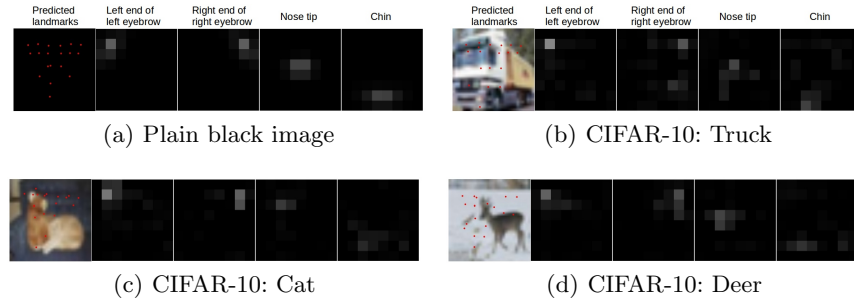 Predicted landmarks
Left end of left eyebrow
Right end of right eyebrow
Nose tip
Chin
Predicted landmarks
Left end of left eyebrow
Right end of right eyebrow
Nose tip
Chin
(a) Plain black image
(b) CIFAR-10: Truck
(c) CIFAR-10: Cat
(d) CIFAR-10: Deer